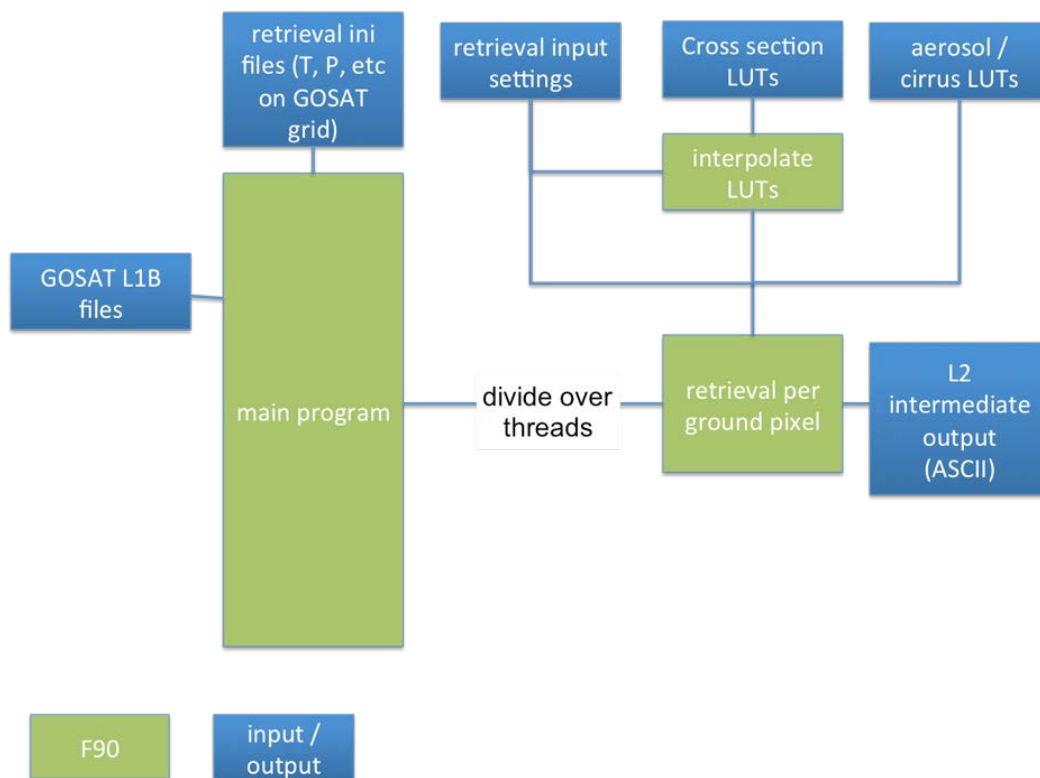 retrieval ini
files (T, P, etc
on GOSAT
grid)
retrieval input
settings
Cross section
LUTs
aerosol /
cirrus LUTs
interpolate
LUTs
GOSAT L1B
files
main program
divide over
threads
retrieval per
ground pixel
L2
intermediate
output
(ASCII)
F90
input /
output